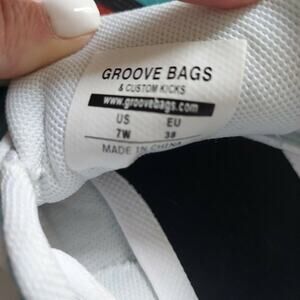 GROOVE BAGS
& CUSTOM KICKS
www.groovebags.com
US EU
7W 38
MADE IN CHINA